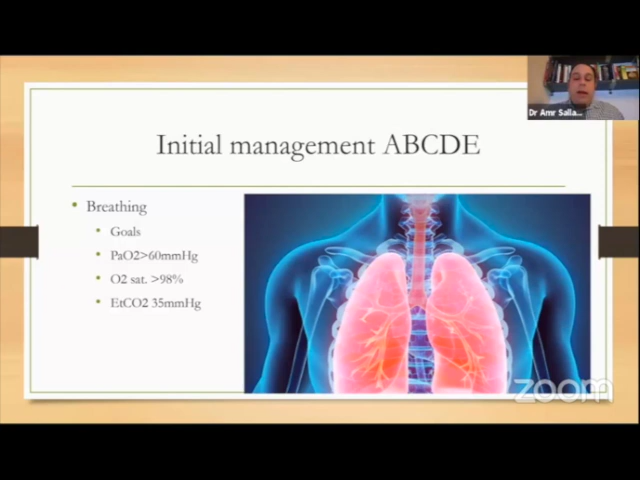 Dr Amr Salla...
Initial management ABCDE
Breathing
Goals
PaO2>60mmHg
O2 sat. >98%
EtCO2 35mmHg
zoom